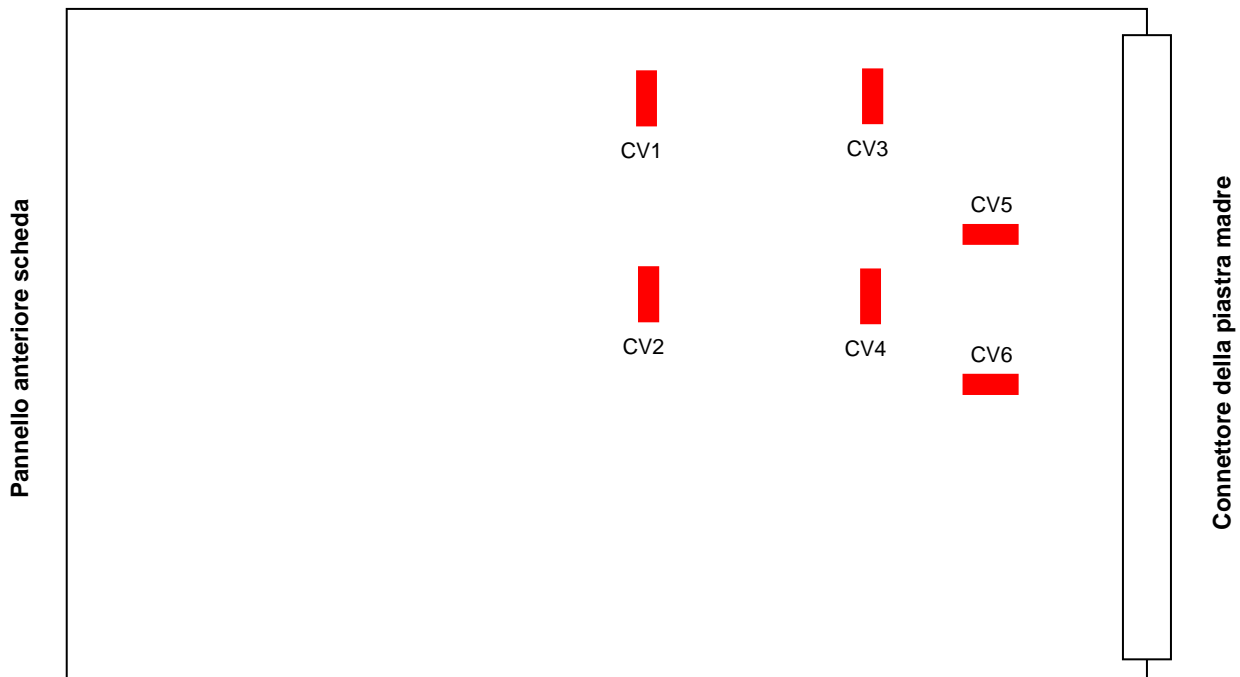 Pannello anteriore scheda
CV1
CV3
CV5
CV2
CV4
CV6
Connettore della piastra madre